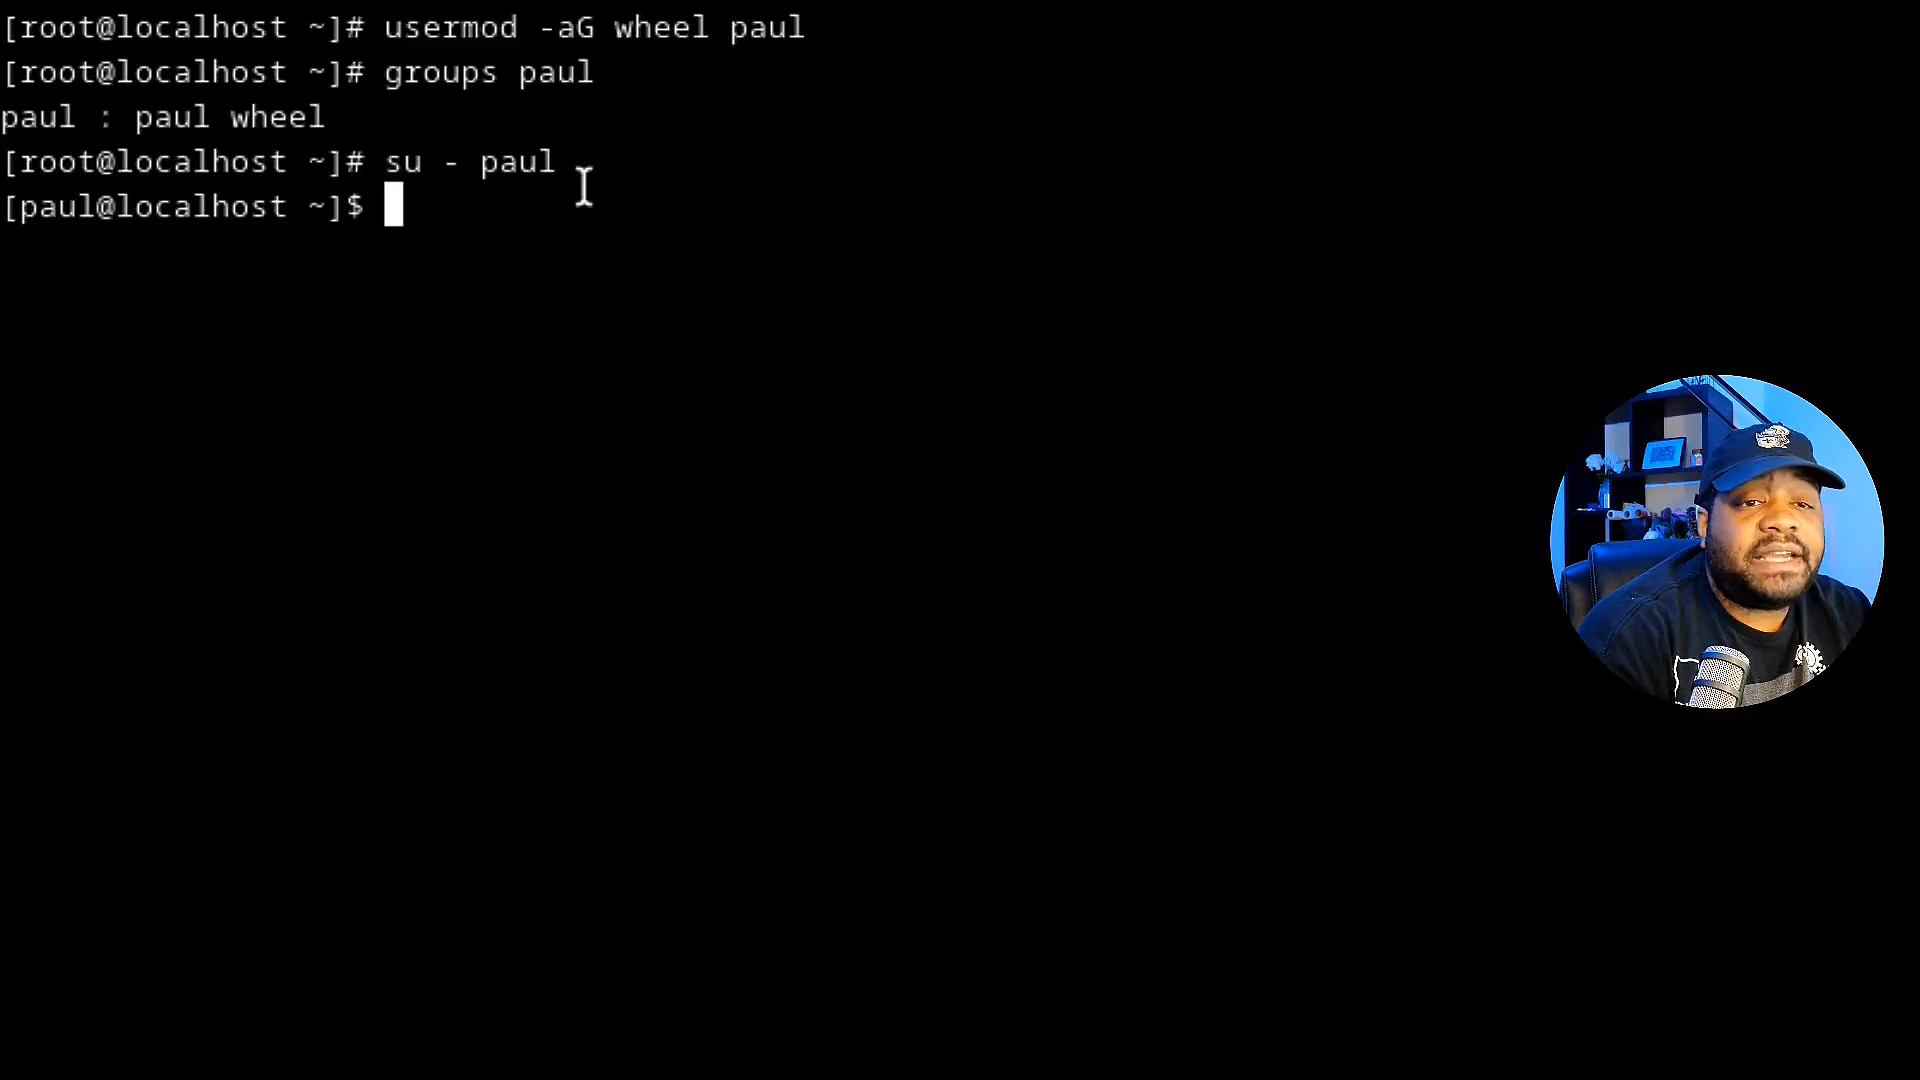 [root@localhost ~]# usermod -aG wheel paul
[root@localhost ~]# groups paul
paul : paul wheel
[root@localhost ~]# su - paul
[paul@localhost ~]$